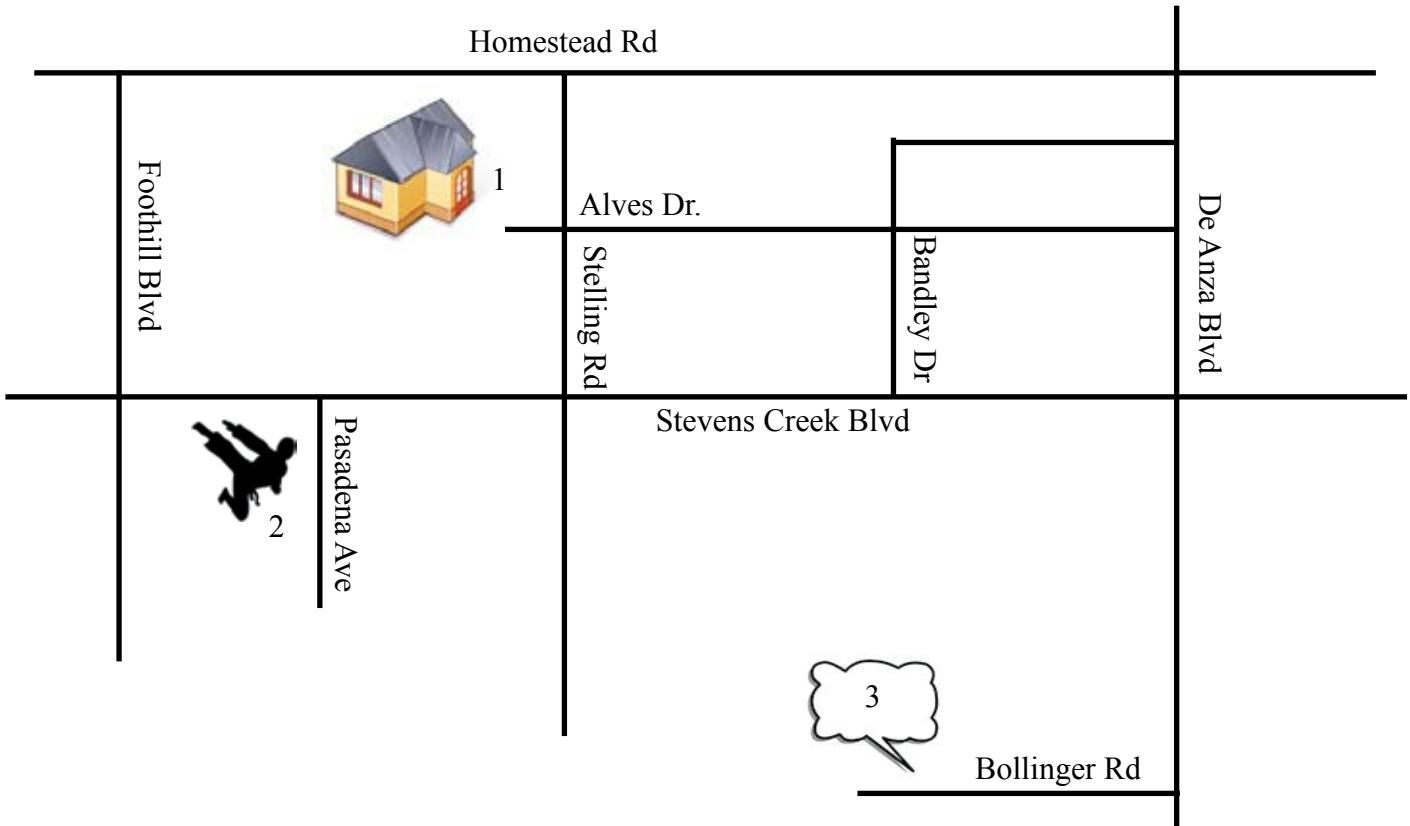 Homestead Rd
Foothill Blvd
1
Alves Dr.
De Anza Blvd
Stelling Rd
Bandley Dr
Stevens Creek Blvd
Pasadena Ave
2
3
Bollinger Rd